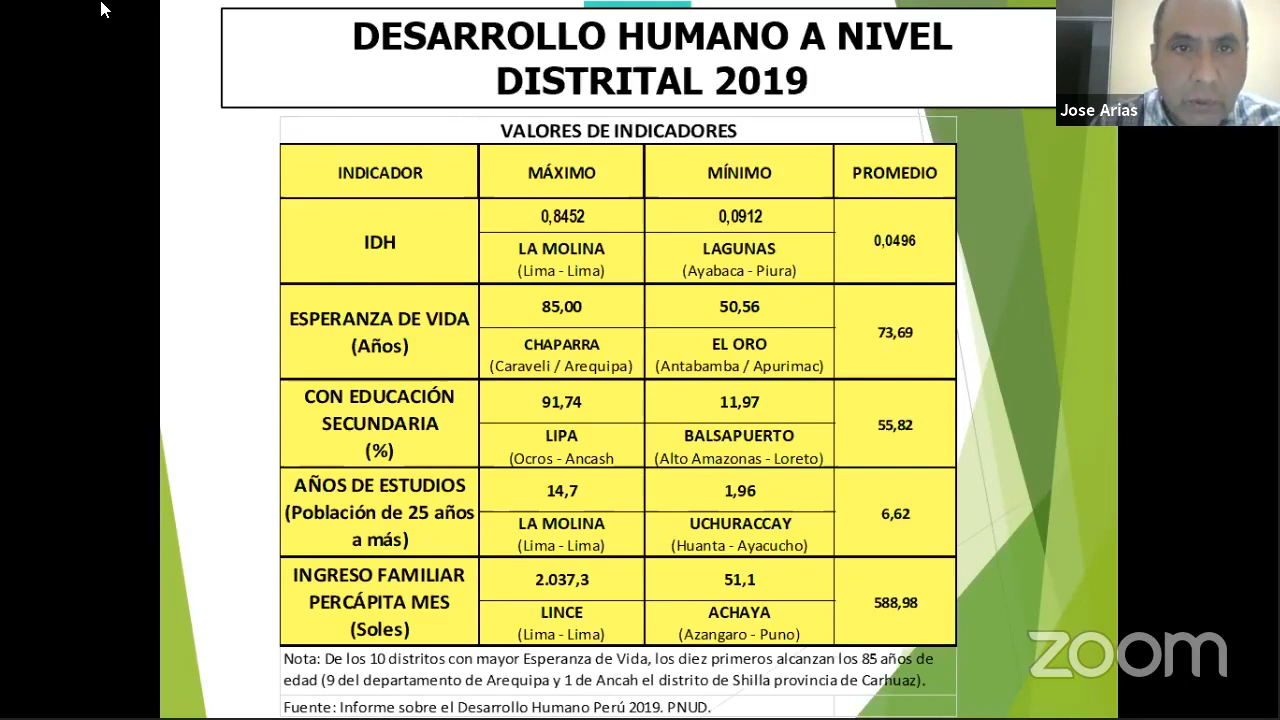 DESARROLLO HUMANO A NIVEL
DISTRITAL 2019
Jose Arias
VALORES DE INDICADORES
INDICADOR MÁXIMO MÍNIMO PROMEDIO
IDH
0,8452 0,0912
0,0496
LA MOLINA LAGUNAS
(Lima - Lima) (Ayabaca - Piura)
ESPERANZA DE VIDA
(Años)
85,00 50,56
73,69
CHAPARRA EL ORO
(Caraveli / Arequipa) (Antabamba / Apurimac)
CON EDUCACIÓN
SECUNDARIA
(%)
91,74 11,97
55,82
LIPA BALSAPUERTO
(Ocros - Ancash (Alto Amazonas - Loreto)
AÑOS DE ESTUDIOS
(Población de 25 años
a más)
14,7 1,96
6,62
LA MOLINA UCHURACCAY
(Lima - Lima) (Huanta - Ayacucho)
INGRESO FAMILIAR
PERCÁPITA MES
(Soles)
2.037,3 51,1
588,98
LINCE ACHAYA
(Lima - Lima) (Azangaro - Puno)
Nota: De los 10 distritos con mayor Esperanza de Vida, los diez primeros alcanzan los 85 años de
edad (9 del departamento de Arequipa y 1 de Ancah el distrito de Shilla provincia de Carhuaz).
Fuente: Informe sobre el Desarrollo Humano Perú 2019. PNUD.
zoom